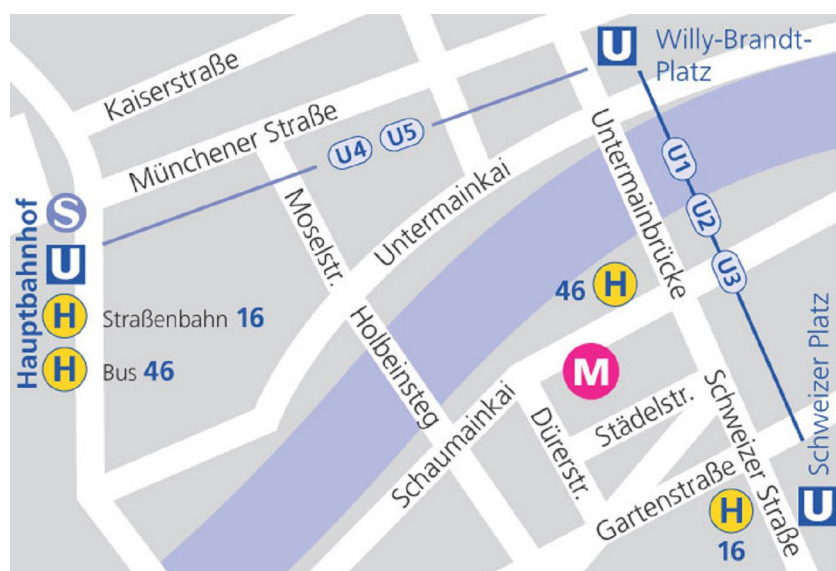 U
Willy-Brandt-
Platz
Kaiserstraße
Münchener Straße
U4
U5
Untermainkai
Untermainbrücke
U1
U2
U3
Moselstr.
Hauptbahnhof
S
U
H Straßenbahn 16
H Bus 46
Holbeinsteg
46 H
M
Schaumainkai
Dürerstr.
Städelstr.
Schweizer Straße
Gartenstraße
H
16
Schweizer Platz
U